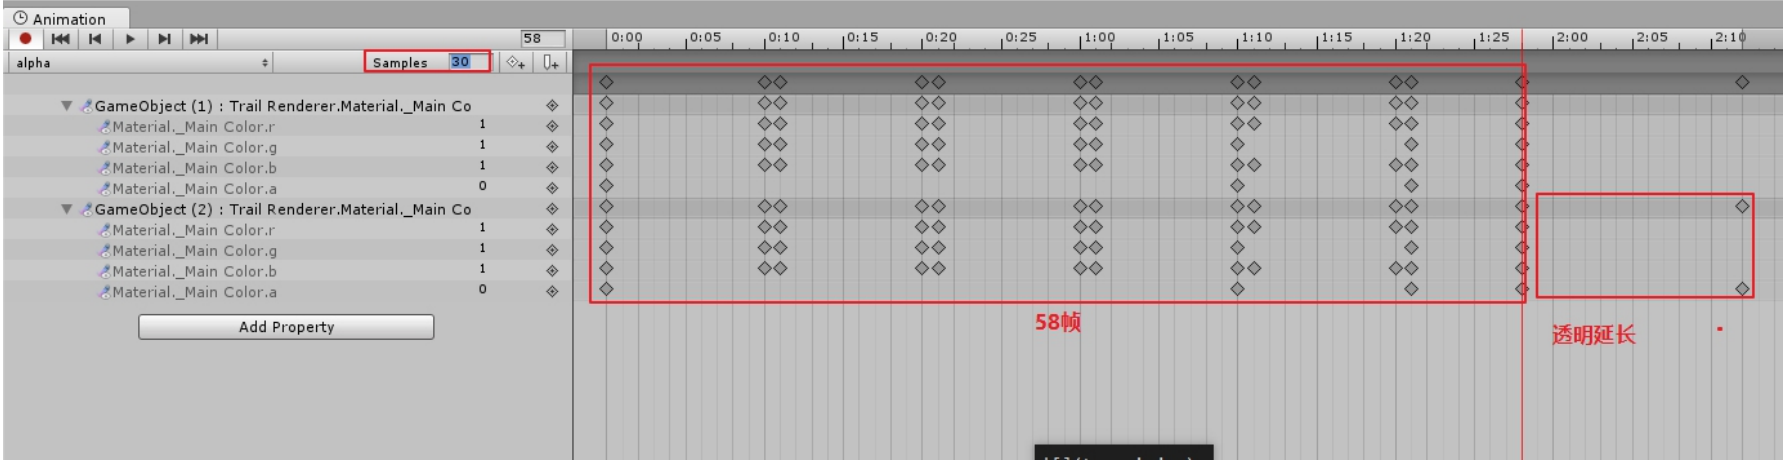 Animation
58
0:00 0:05 0:10 0:15 0:20 0:25 1:00 1:05 1:10 1:15 1:20 1:25 2:00 2:05 2:10
alpha Samples 30
GameObject (1) : Trail Renderer.Material._Main Co
Material._Main Color.r 1
Material._Main Color.g 1
Material._Main Color.b 1
Material._Main Color.a 0
GameObject (2) : Trail Renderer.Material._Main Co
Material._Main Color.r 1
Material._Main Color.g 1
Material._Main Color.b 1
Material._Main Color.a 0
Add Property
58帧
透明延长